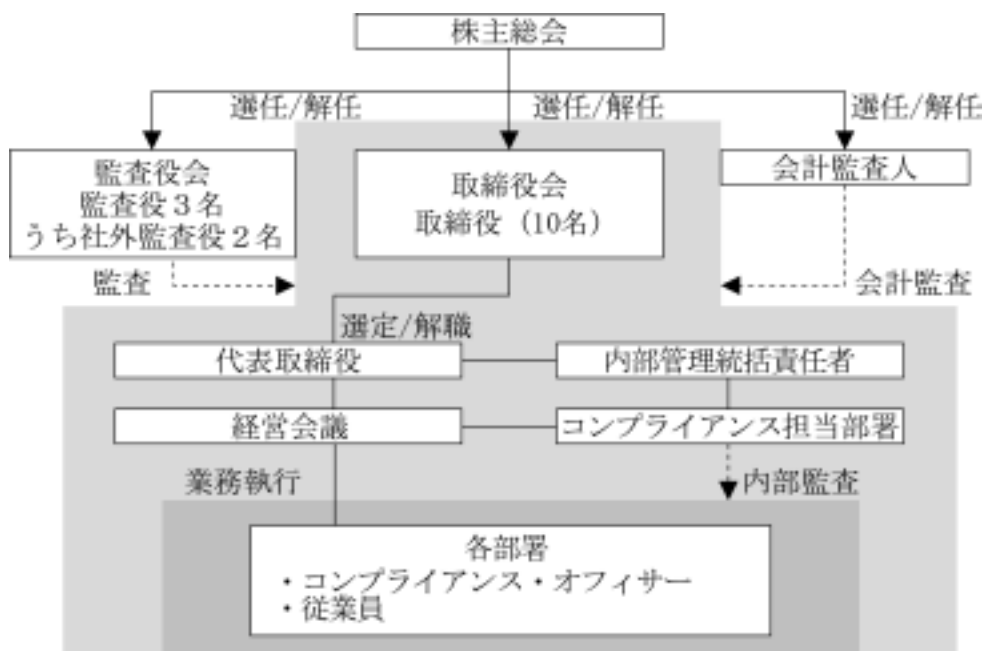 株主総会
選任/解任
選任/解任
選任/解任
監査役会
監査役３名
うち社外監査役２名
取締役会
取締役（10名）
会計監査人
監査
会計監査
選定/解職
代表取締役
内部管理統括責任者
経営会議
コンプライアンス担当部署
業務執行
内部監査
各部署
・コンプライアンス・オフィサー
・従業員